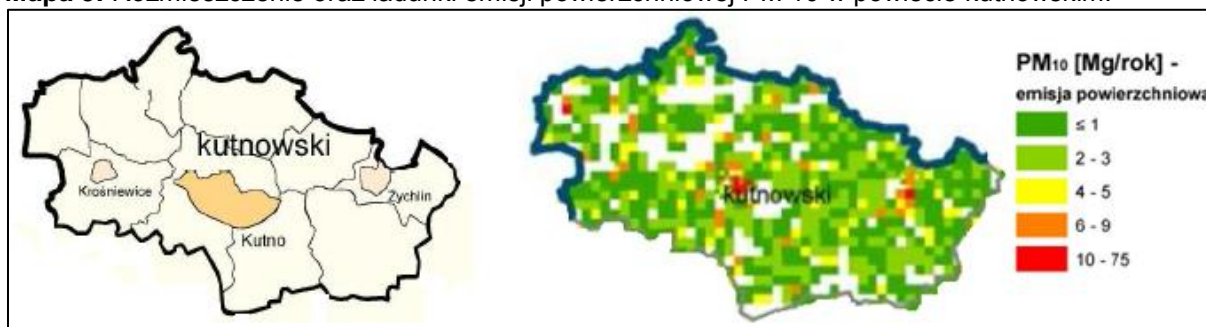 kutnowski
Krośniewice
Żychlin
Kutno
kutnowski
PM10 [Mg/rok] -
emisja powierzchniowa
≤ 1
2 - 3
4 - 5
6 - 9
10 - 75